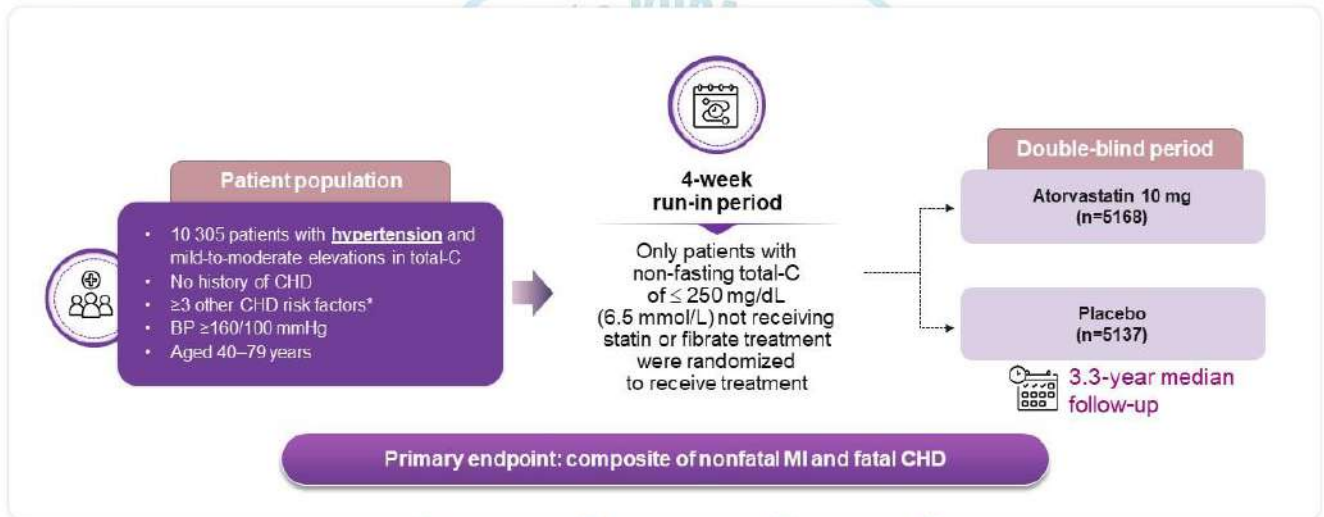 Patient population
• 10 305 patients with hypertension and
mild-to-moderate elevations in total-C
• No history of CHD
• ≥3 other CHD risk factors*
• BP ≥160/100 mmHg
• Aged 40–79 years
4-week
run-in period
Only patients with
non-fasting total-C
of ≤ 250 mg/dL
(6.5 mmol/L) not receiving
statin or fibrate treatment
were randomized
to receive treatment
Double-blind period
Atorvastatin 10 mg
(n=5168)
Placebo
(n=5137)
3.3-year median
follow-up
Primary endpoint: composite of nonfatal MI and fatal CHD